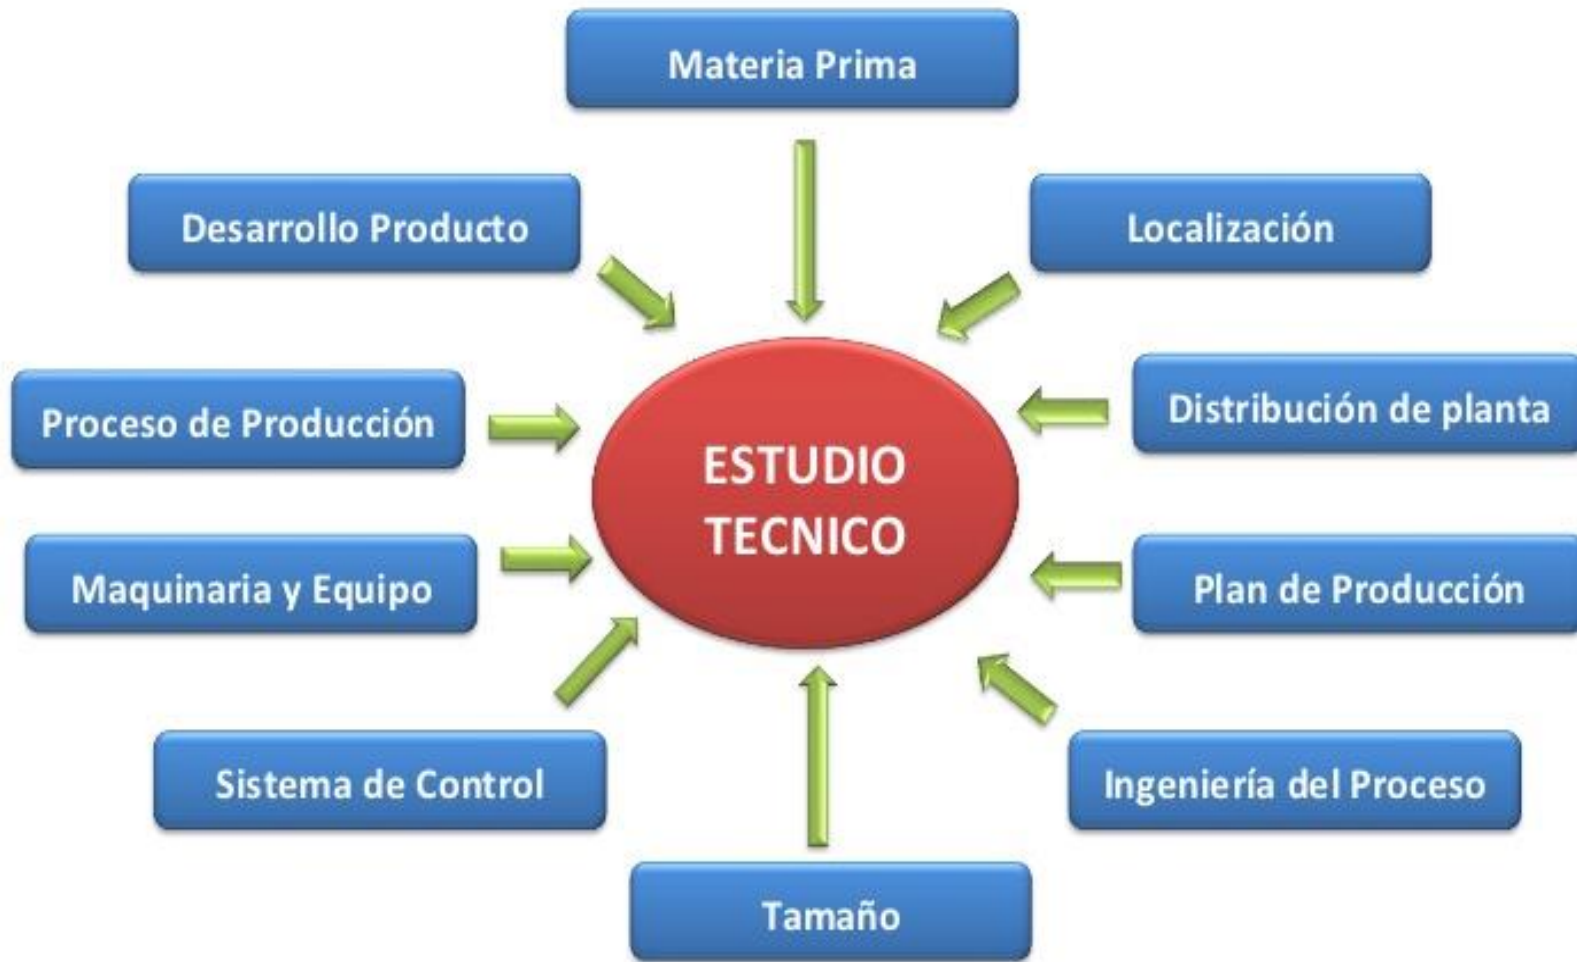 Materia Prima
Desarrollo Producto
Localización
Proceso de Producción
Distribución de planta
ESTUDIO
TECNICO
Maquinaria y Equipo
Plan de Producción
Sistema de Control
Ingeniería del Proceso
Tamaño